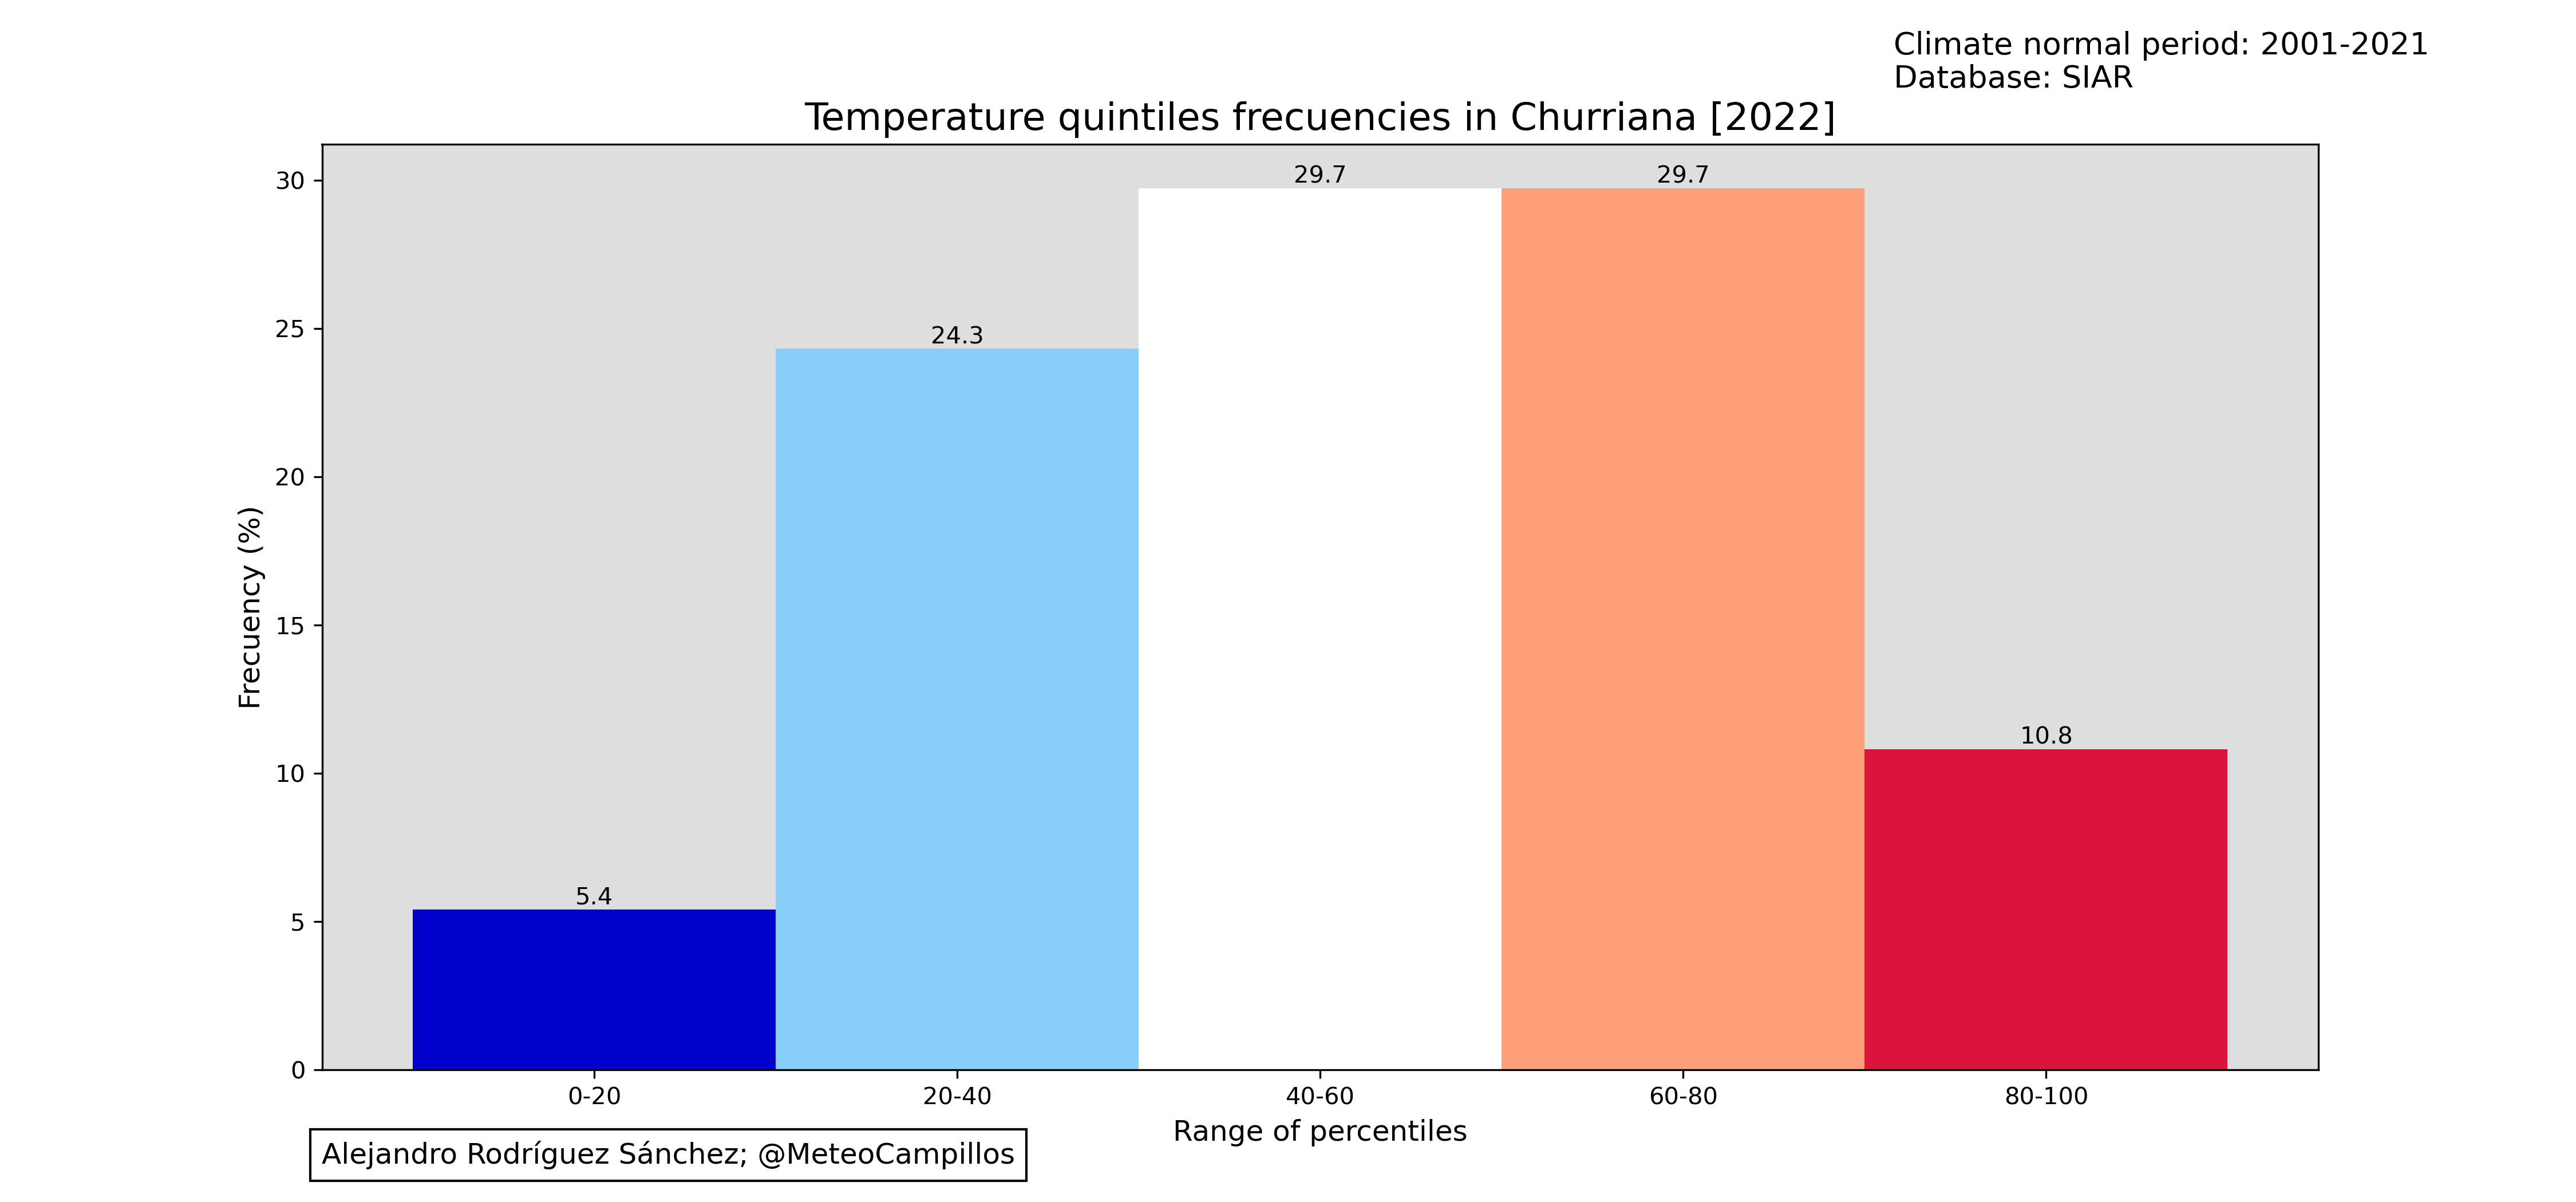 Climate normal period: 2001-2021
Database: SIAR
Temperature quintiles frecuencies in Churriana [2022]
Frecuency (%)
30
25
20
15
10
5
0
5.4
24.3
29.7
29.7
10.8
0-20
20-40
40-60
60-80
80-100
Range of percentiles
Alejandro Rodríguez Sánchez; @MeteoCampillos